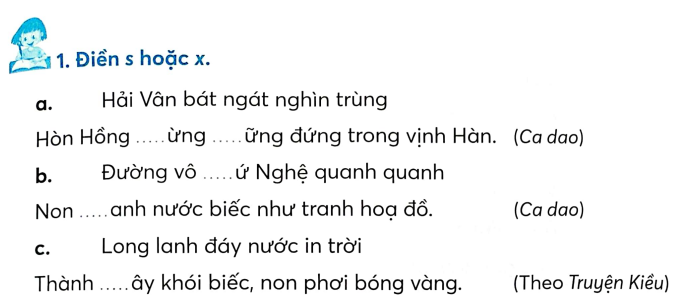 1. Điền s hoặc x.
a. Hải Vân bát ngát nghìn trùng
Hòn Hồng .....ừng .....ững đứng trong vịnh Hàn. (Ca dao)
b. Đường vô .....ứ Nghệ quanh quanh
Non .....anh nước biếc như tranh hoạ đồ. (Ca dao)
c. Long lanh đáy nước in trời
Thành .....ây khói biếc, non phơi bóng vàng. (Theo Truyện Kiều)